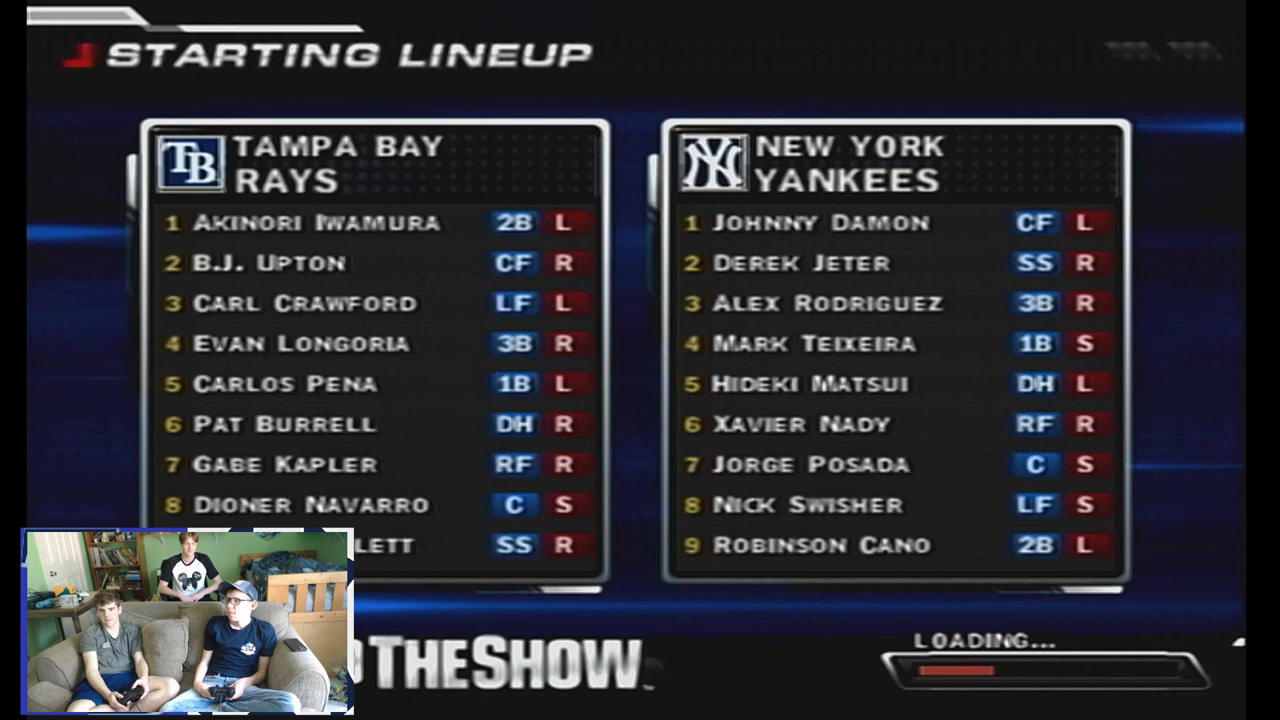 STARTING LINEUP
TB TAMPA BAY
RAYS
1 AKINORI IWAMURA 2B L
2 B.J. UPTON CF R
3 CARL CRAWFORD LF L
4 EVAN LONGORIA 3B R
5 CARLOS PENA 1B L
6 PAT BURRELL DH R
7 GABE KAPLER RF R
8 DIONER NAVARRO C S
LETT SS R
NY NEW YORK
YANKEES
1 JOHNNY DAMON CF L
2 DEREK JETER SS R
3 ALEX RODRIGUEZ 3B R
4 MARK TEIXEIRA 1B S
5 HIDEKI MATSUI DH L
6 XAVIER NADY RF R
7 JORGE POSADA C S
8 NICK SWISHER LF S
9 ROBINSON CANO 2B L
THE SHOW
LOADING...